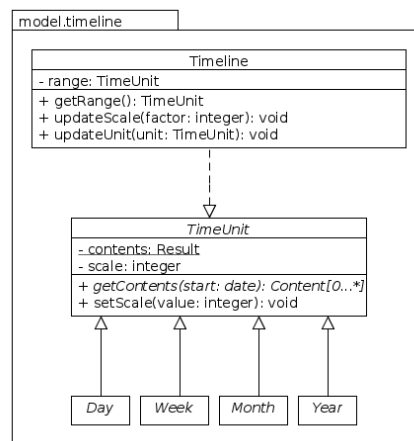 model.timeline
Timeline
- range: TimeUnit
+ getRange(): TimeUnit
+ updateScale(factor: integer): void
+ updateUnit(unit: TimeUnit): void
TimeUnit
- contents: Result
- scale: integer
+ getContents(start: date): Content[0...*]
+ setScale(value: integer): void
Day Week Month Year